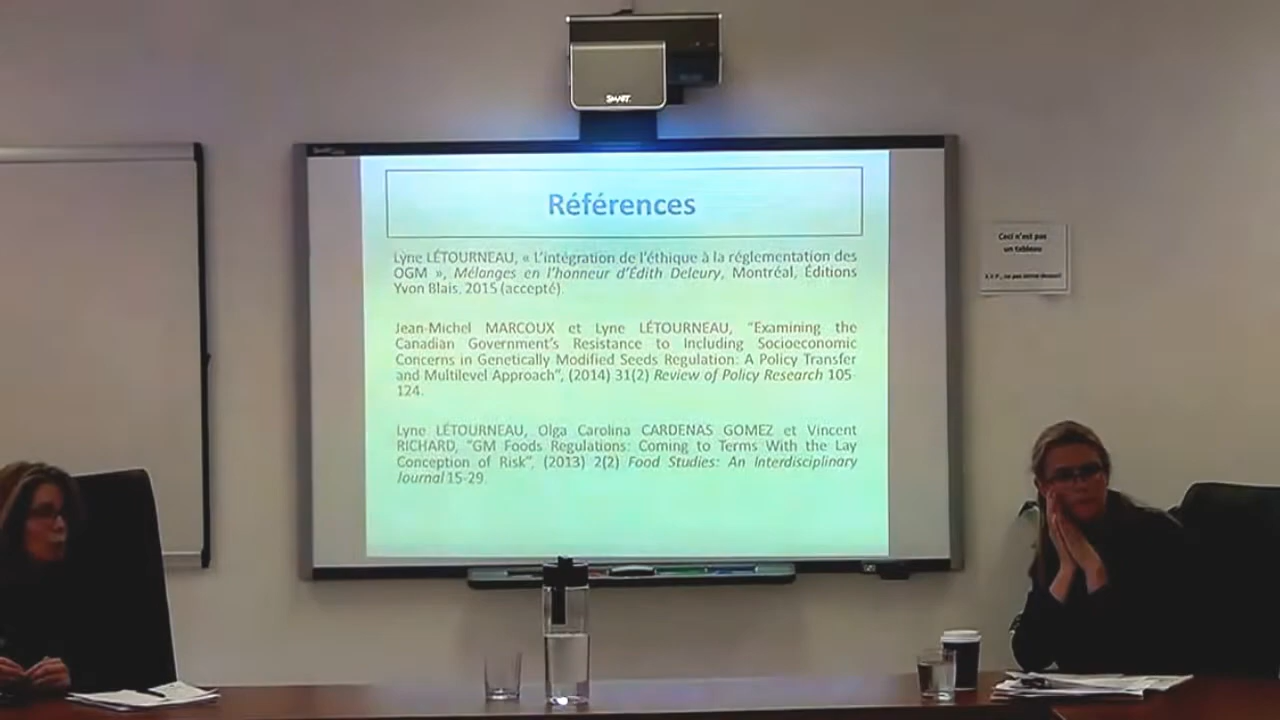 SMART
Références
Lyne LÉTOURNEAU, « L'intégration de l'éthique à la réglementation des
OGM », Mélanges en l'honneur d'Édith Deleury, Montréal, Éditions
Yvon Blais, 2015 (accepté).
Jean-Michel MARCOUX et Lyne LÉTOURNEAU, "Examining the
Canadian Government's Resistance to Including Socioeconomic
Concerns in Genetically Modified Seeds Regulation: A Policy Transfer
and Multilevel Approach", (2014) 31(2) Review of Policy Research 105-
124.
Lyne LÉTOURNEAU, Olga Carolina CARDENAS GOMEZ et Vincent
RICHARD, "GM Foods Regulations: Coming to Terms With the Lay
Conception of Risk", (2013) 2(2) Food Studies: An Interdisciplinary
Journal 15-29.
Ceci n'est pas
un tableau
S.V.P., ne pas écrire dessus!